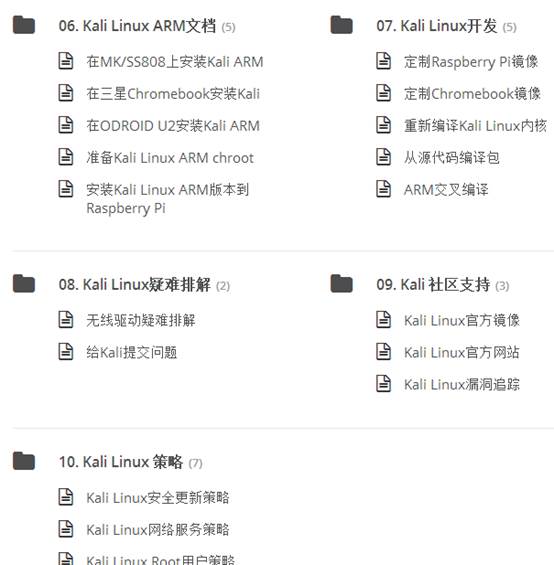 06. Kali Linux ARM文档 (5)
在MK/SS808上安装Kali ARM
在三星Chromebook安装Kali
在ODROID U2安装Kali ARM
准备Kali Linux ARM chroot
安装Kali Linux ARM版本到
Raspberry Pi
07. Kali Linux开发 (5)
定制Raspberry Pi镜像
定制Chromebook镜像
重新编译Kali Linux内核
从源代码编译包
ARM交叉编译
08. Kali Linux疑难排解 (2)
无线驱动疑难排解
给Kali提交问题
09. Kali 社区支持 (3)
Kali Linux官方镜像
Kali Linux官方网站
Kali Linux漏洞追踪
10. Kali Linux 策略 (7)
Kali Linux安全更新策略
Kali Linux网络服务策略
Kali Linux Root用户策略